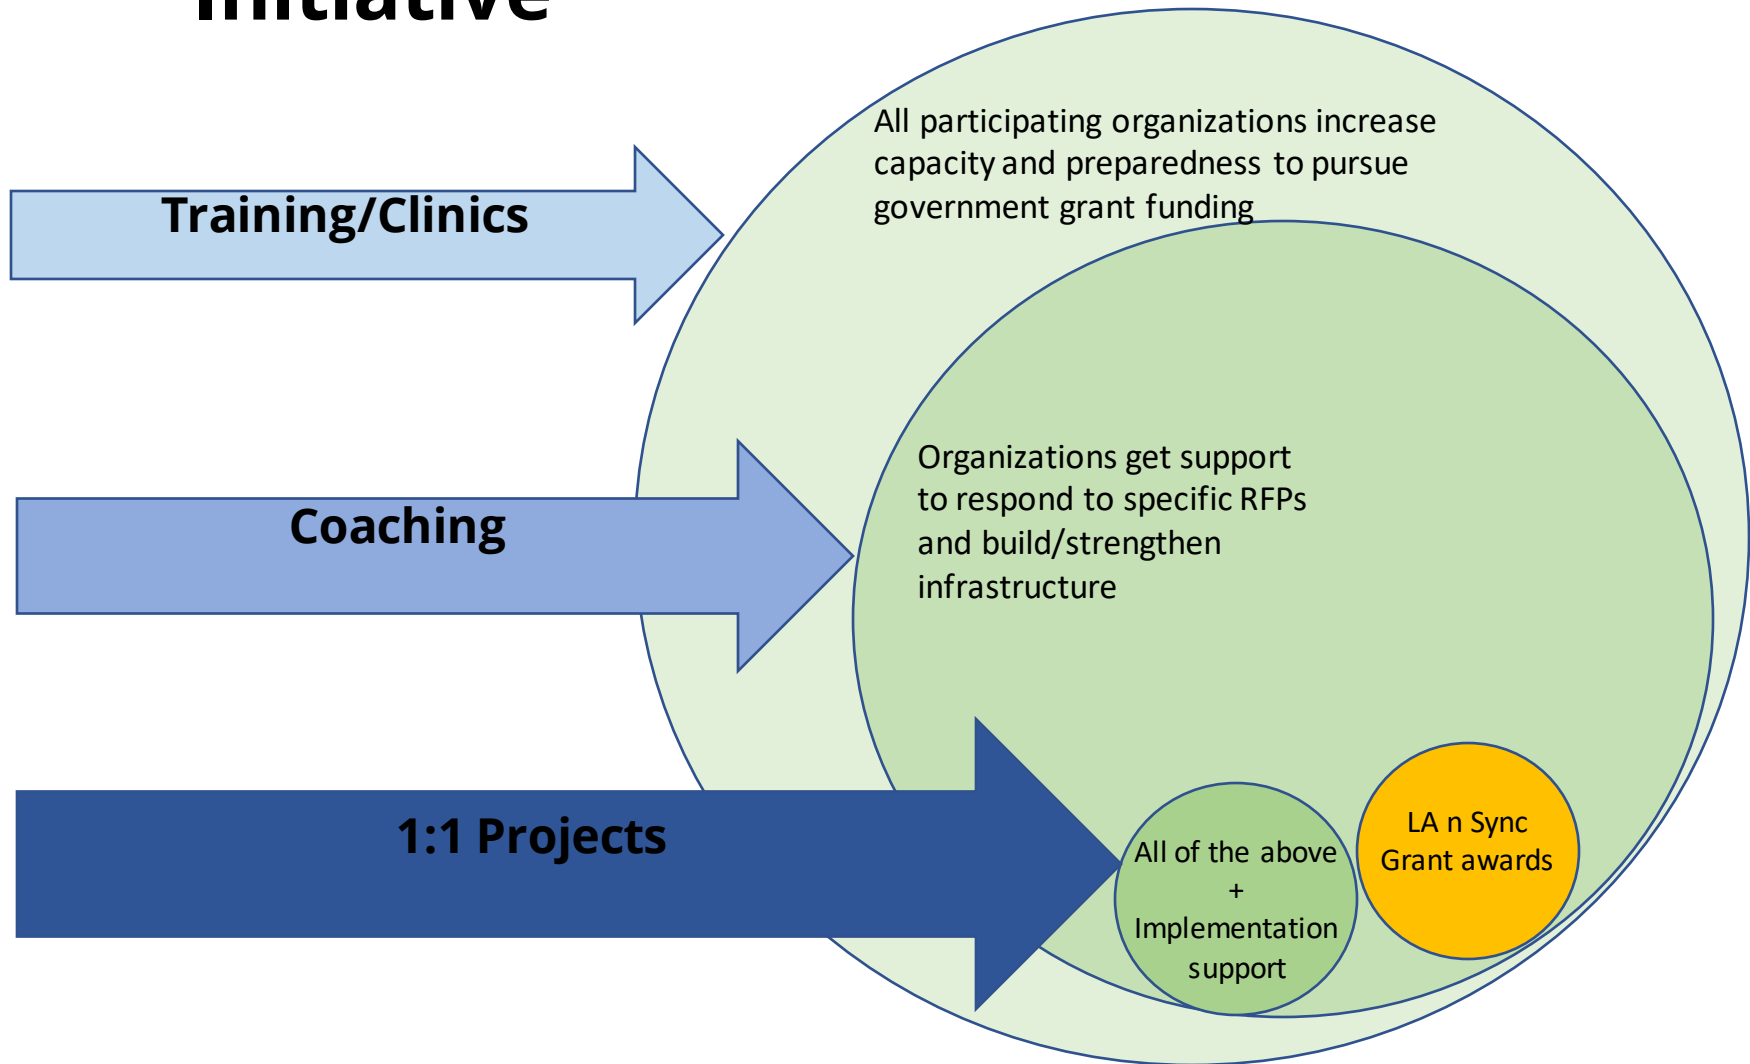 Initiative
All participating organizations increase
capacity and preparedness to pursue
government grant funding
Training/Clinics
Organizations get support
to respond to specific RFPs
and build/strengthen
infrastructure
Coaching
1:1 Projects
All of the above
+
Implementation
support
LA n Sync
Grant awards